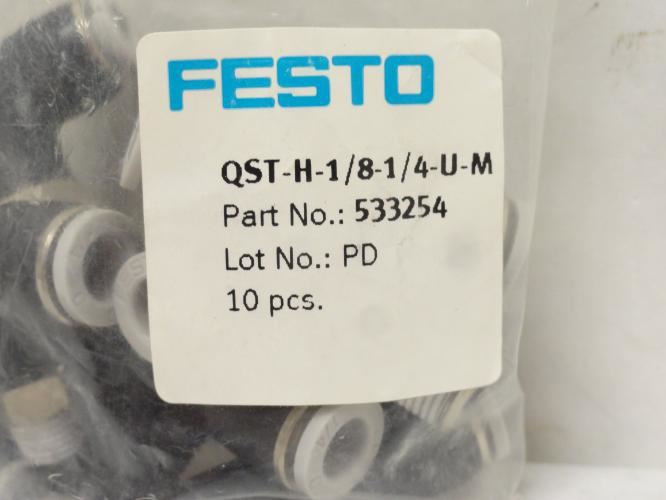 FESTO
QST-H-1/8-1/4-U-M
Part No.: 533254
Lot No.: PD
10 pcs.